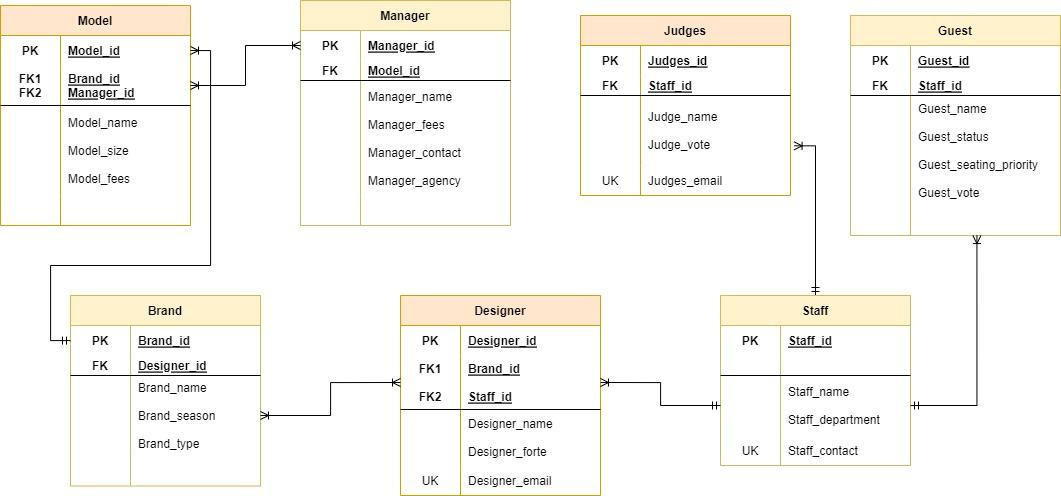 Model
PK Model_id
FK1 Brand_id
FK2 Manager_id
Model_name
Model_size
Model_fees
Manager
PK Manager_id
FK Model_id
Manager_name
Manager_fees
Manager_contact
Manager_agency
Judges
PK Judges_id
FK Staff_id
Judge_name
Judge_vote
UK Judges_email
Guest
PK Guest_id
FK Staff_id
Guest_name
Guest_status
Guest_seating_priority
Guest_vote
Brand
PK Brand_id
FK Designer_id
Brand_name
Brand_season
Brand_type
Designer
PK Designer_id
FK1 Brand_id
FK2 Staff_id
Designer_name
Designer_forte
UK Designer_email
Staff
PK Staff_id
Staff_name
Staff_department
UK Staff_contact